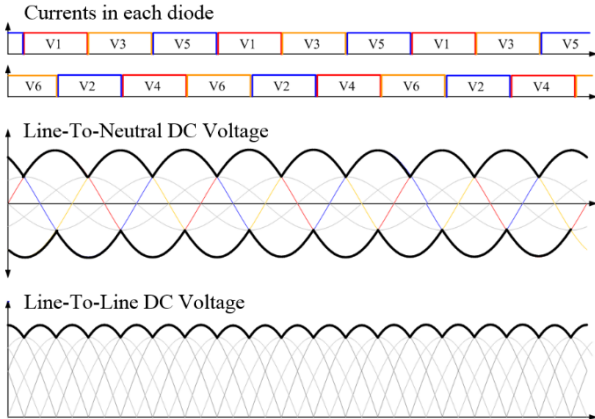 Currents in each diode
V1 V3 V5 V1 V3 V5 V1 V3 V5
V6 V2 V4 V6 V2 V4 V6 V2 V4
Line-To-Neutral DC Voltage
Line-To-Line DC Voltage